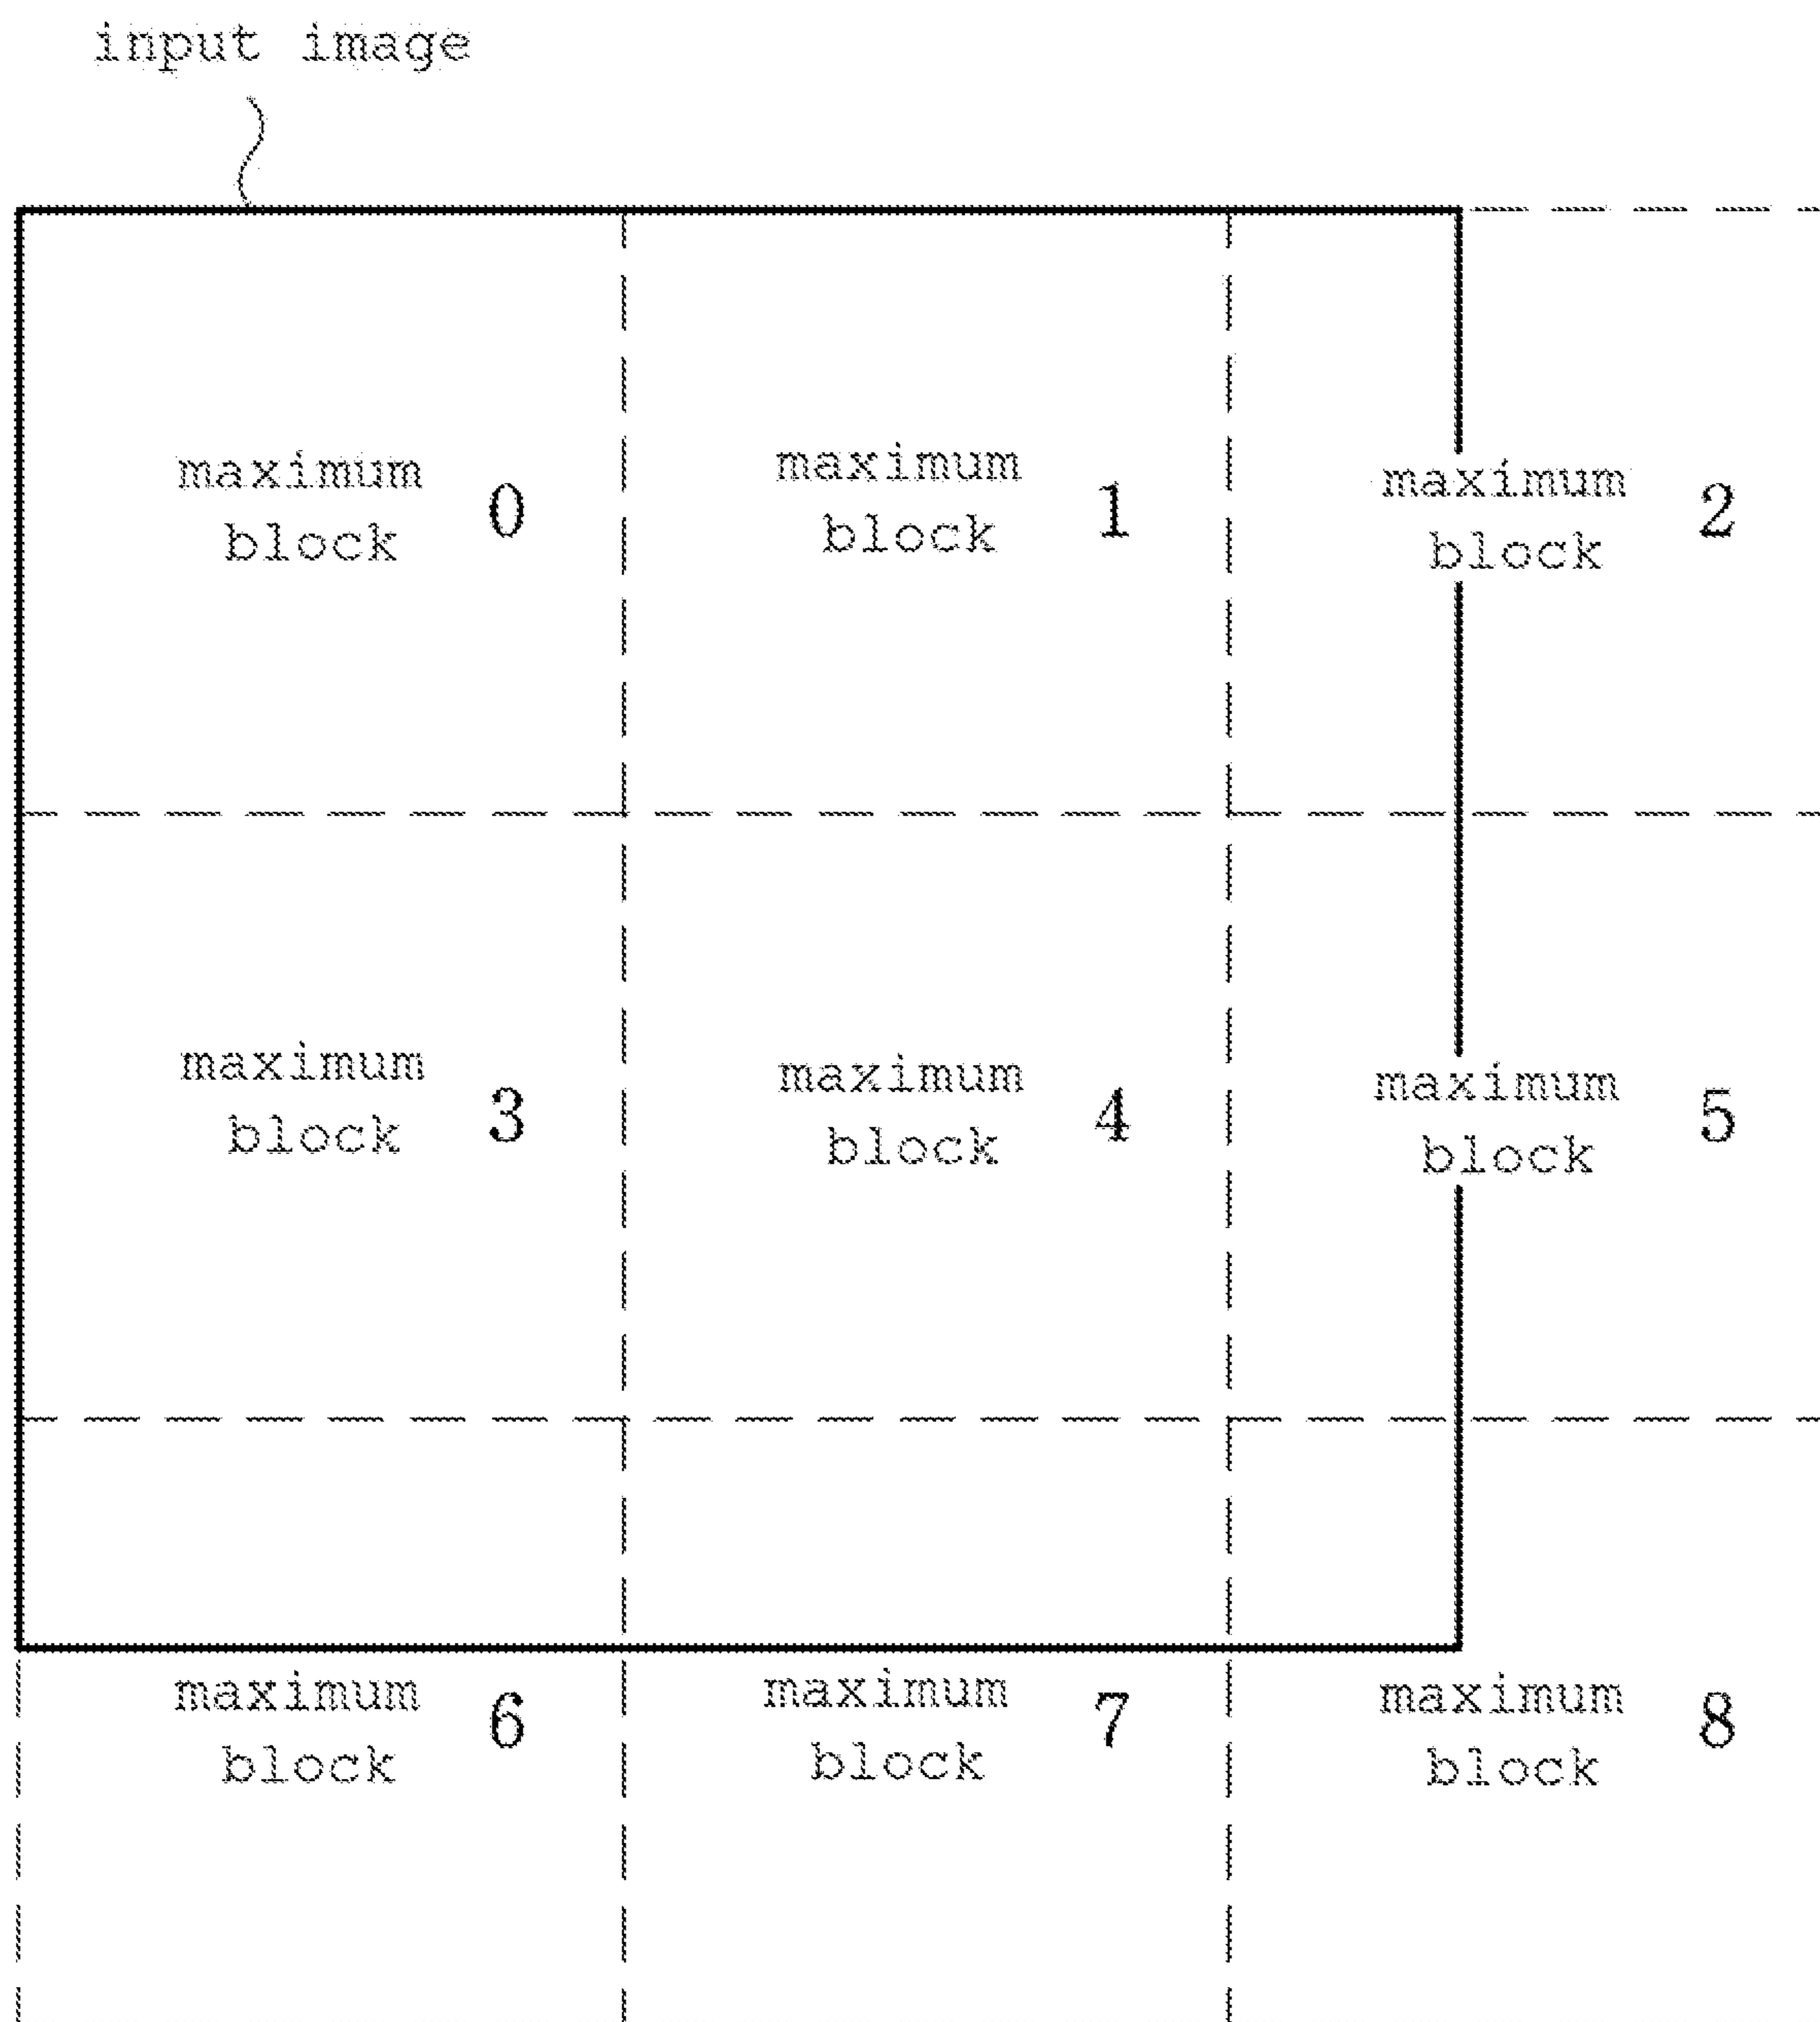 input image
maximum
block 0
maximum
block 1
maximum
block 2
maximum
block 3
maximum
block 4
maximum
block 5
maximum
block 6
maximum
block 7
maximum
block 8